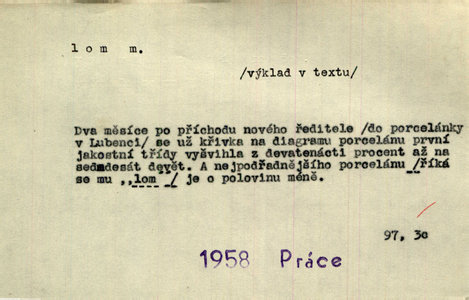 lom m.
/výklad v textu/
Dva měsíce po příchodu nového ředitele /do porcelánky
v Lubenci/ se už křivka na diagramu porcelánu první
jakostní třídy vyšvihla z devatenácti procent až na
sedmdesát devět. A nejpodřadnějšího porcelánu /říká
se mu ,,lom / je o polovinu méně.
97, 3c
1958 Práce